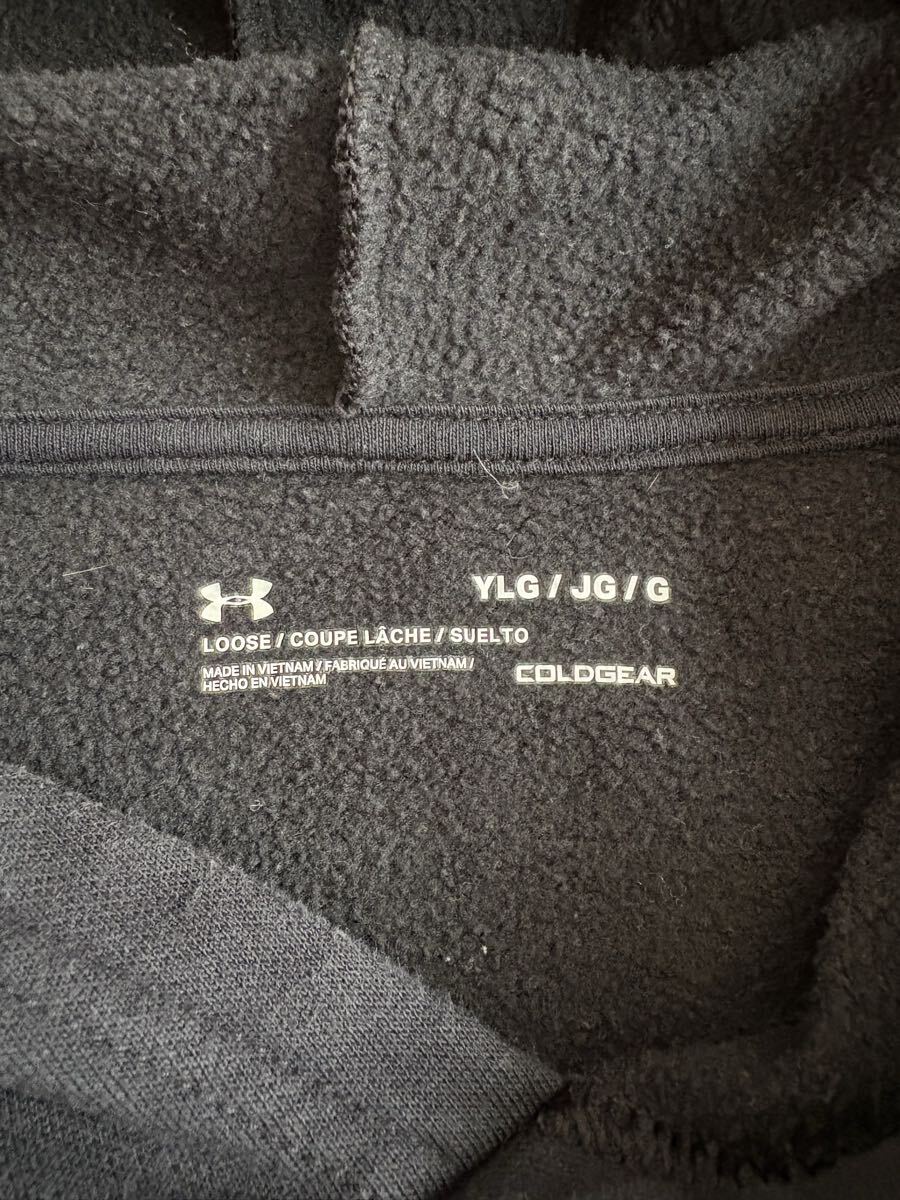 YLG / JG / G
LOOSE / COUPE LÂCHE / SUELTO
MADE IN VIETNAM / FABRIQUÉ AU VIETNAM /
HECHO EN VIETNAM
COLDGEAR